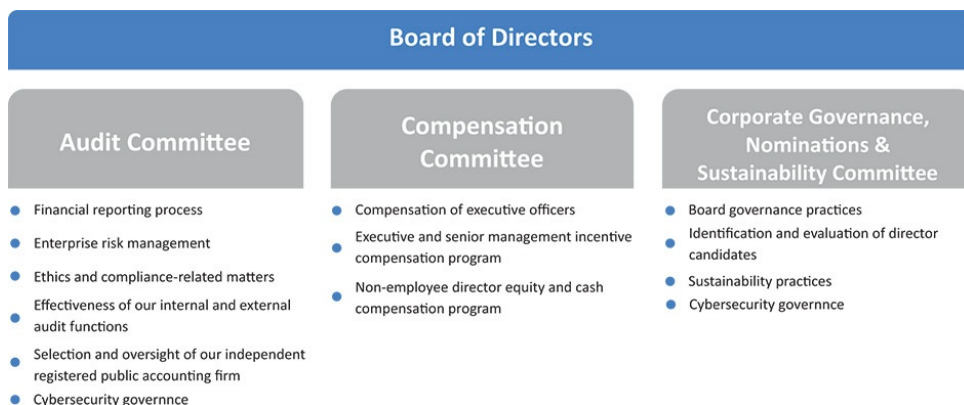 Board of Directors
Audit Committee
Financial reporting process
Enterprise risk management
Ethics and compliance-related matters
Effectiveness of our internal and external
audit functions
Selection and oversight of our independent
registered public accounting firm
Cybersecurity governnce
Compensation
Committee
Compensation of executive officers
Executive and senior management incentive
compensation program
Non-employee director equity and cash
compensation program
Corporate Governance,
Nominations &
Sustainability Committee
Board governance practices
Identification and evaluation of director
candidates
Sustainability practices
Cybersecurity governnce